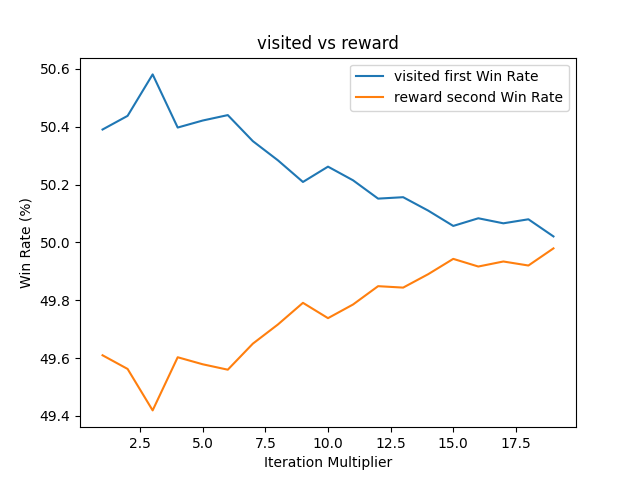 visited vs reward
visited first Win Rate
reward second Win Rate
Win Rate (%)
50.6
50.4
50.2
50.0
49.8
49.6
49.4
2.5 5.0 7.5 10.0 12.5 15.0 17.5
Iteration Multiplier